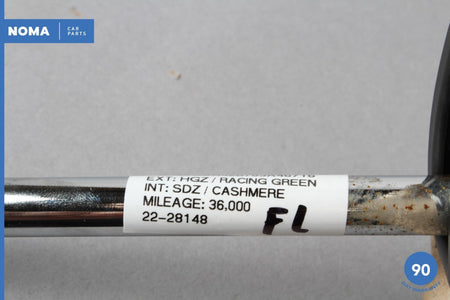 NOMA CAR
PARTS
EXT: HGZ / RACING GREEN
INT: SDZ / CASHMERE
MILEAGE: 36,000
22-28148
FL
90